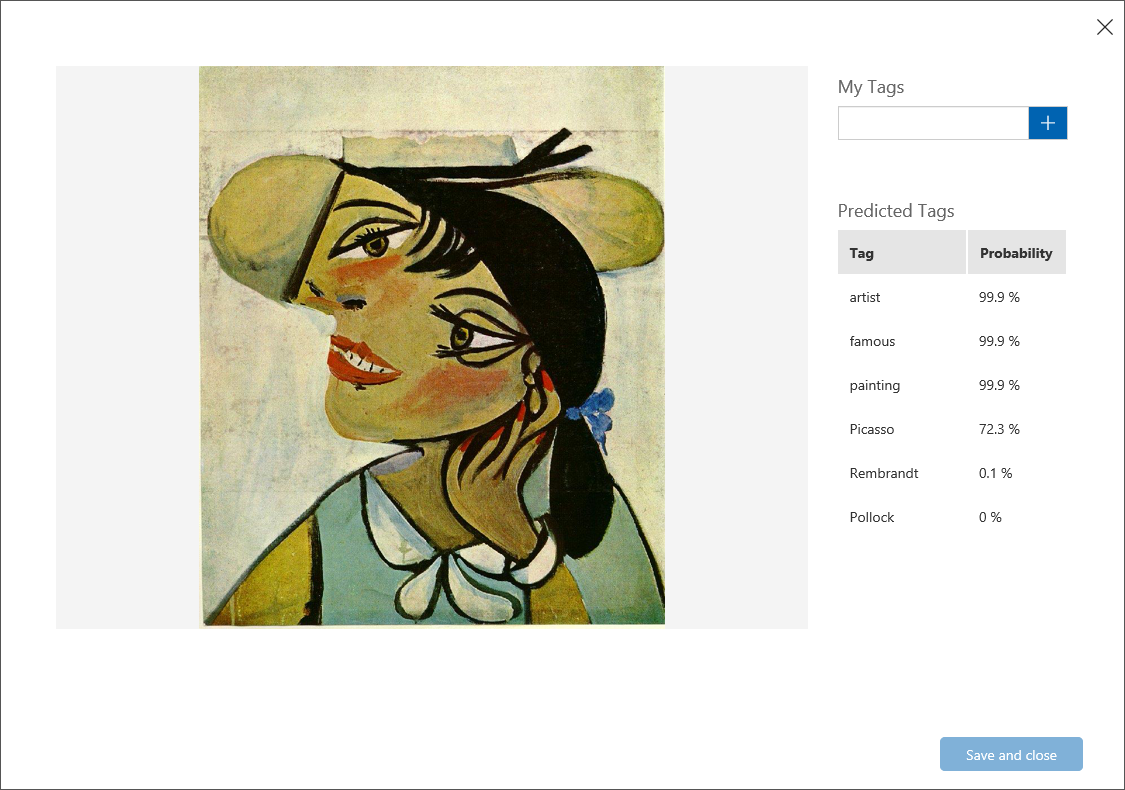 My Tags
Predicted Tags
Tag Probability
artist 99.9 %
famous 99.9 %
painting 99.9 %
Picasso 72.3 %
Rembrandt 0.1 %
Pollock 0 %
Save and close